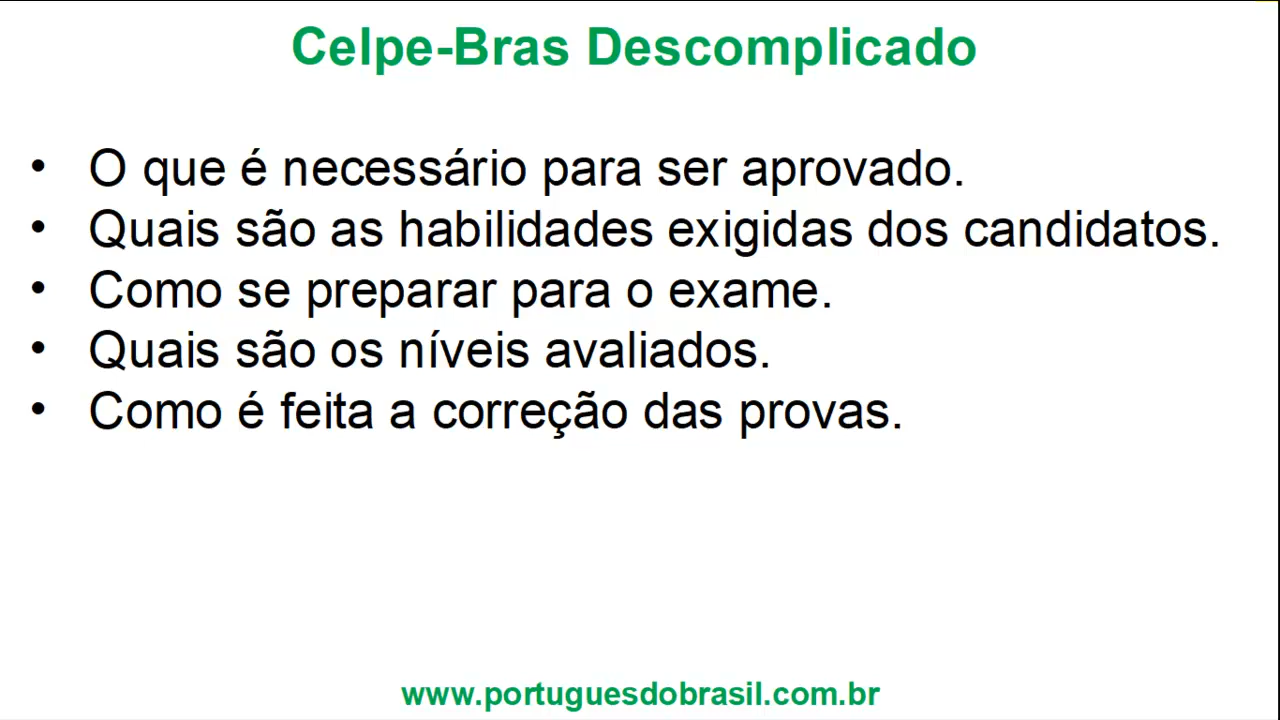 Celpe-Bras Descomplicado
• O que é necessário para ser aprovado.
• Quais são as habilidades exigidas dos candidatos.
• Como se preparar para o exame.
• Quais são os níveis avaliados.
• Como é feita a correção das provas.
www.portuguesdobrasil.com.br